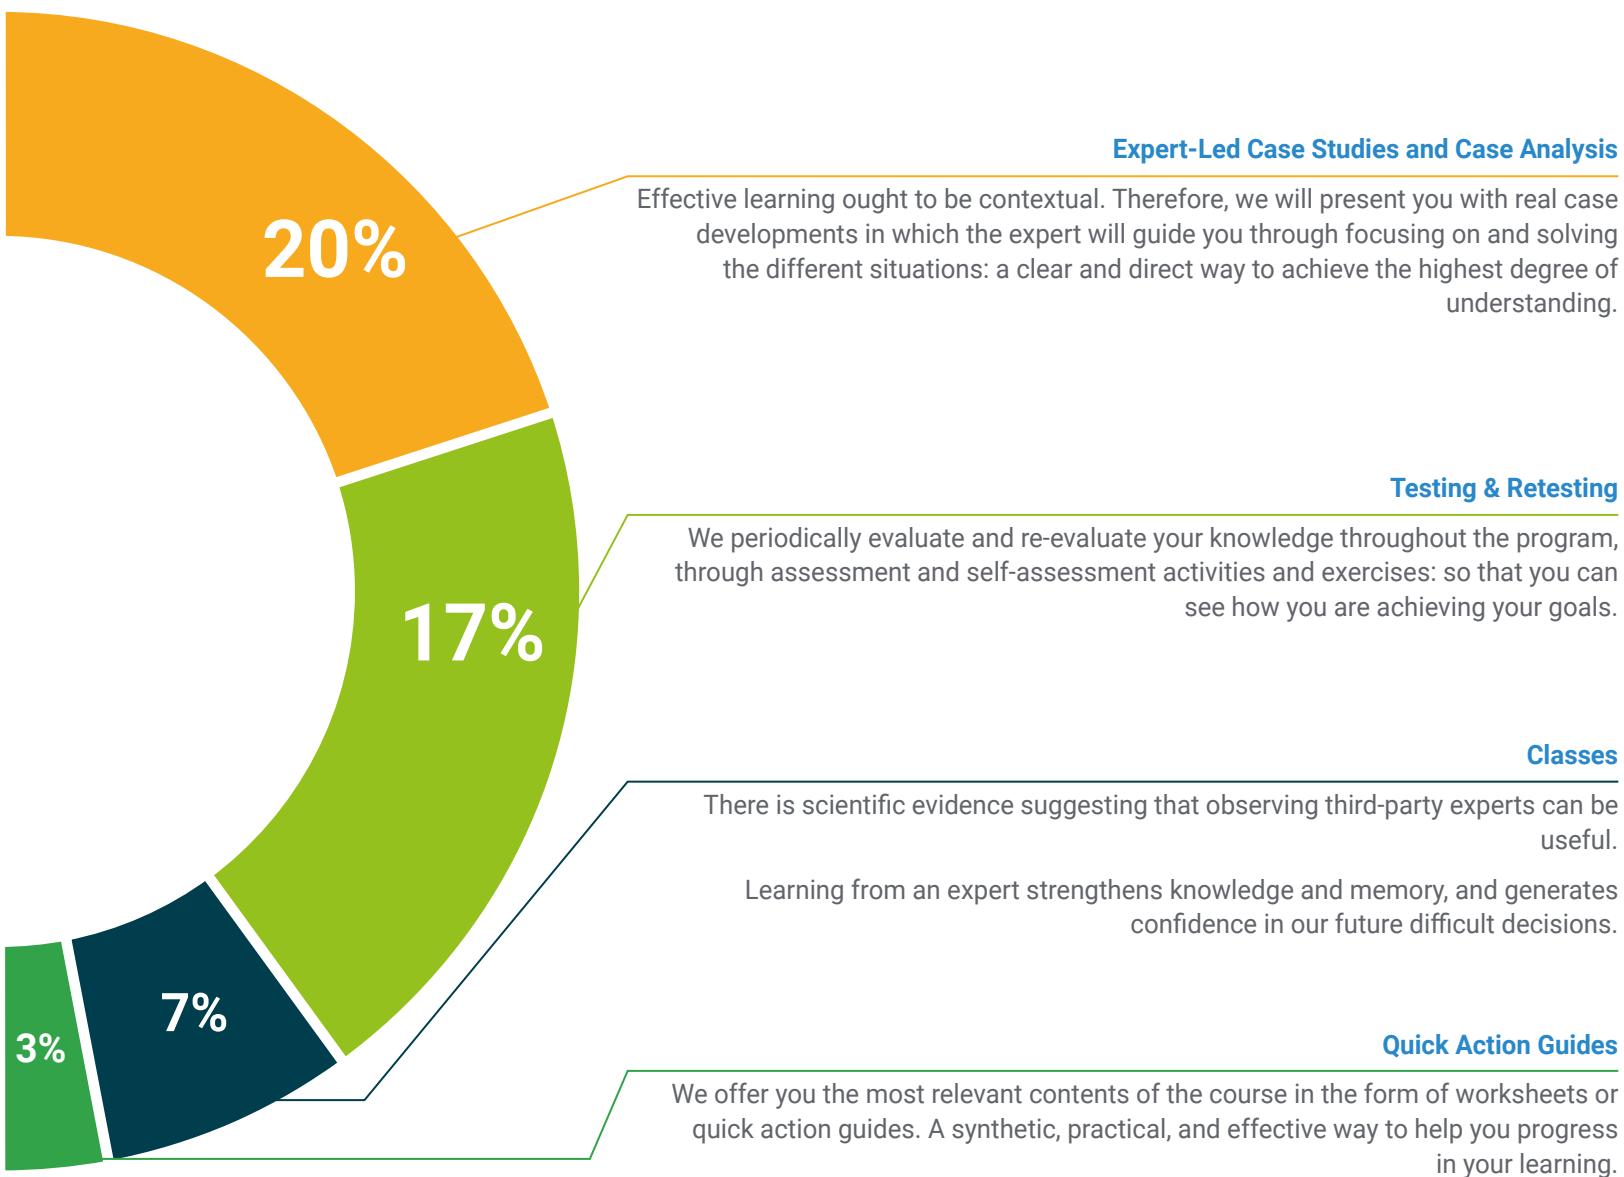 Expert-Led Case Studies and Case Analysis
Effective learning ought to be contextual. Therefore, we will present you with real case
developments in which the expert will guide you through focusing on and solving
the different situations: a clear and direct way to achieve the highest degree of
understanding.
20%
Testing & Retesting
We periodically evaluate and re-evaluate your knowledge throughout the program,
through assessment and self-assessment activities and exercises: so that you can
see how you are achieving your goals.
17%
Classes
There is scientific evidence suggesting that observing third-party experts can be
useful.
Learning from an expert strengthens knowledge and memory, and generates
confidence in our future difficult decisions.
7%
Quick Action Guides
We offer you the most relevant contents of the course in the form of worksheets or
quick action guides. A synthetic, practical, and effective way to help you progress
in your learning.
3%